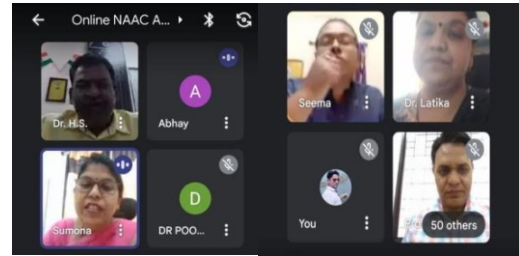 Online NAAC A...
Dr. H.S.
A
Abhay
Sumona
D
DR POO...
Seema
Dr. Latika
You
50 others